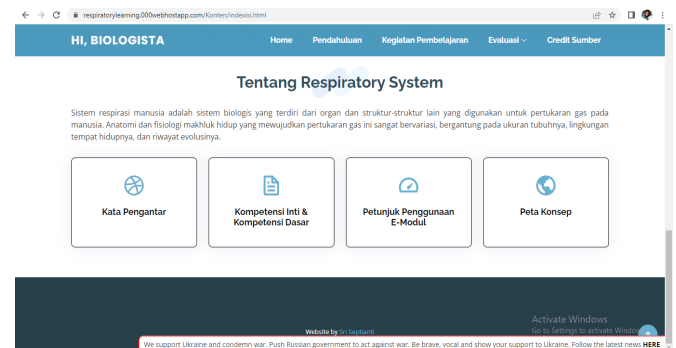 respiratorylearning.000webhostapp.com/Konten/indexisi.html
HI, BIOLOGISTA
Home Pendahuluan Kegiatan Pembelajaran Evaluasi Credit Sumber
Tentang Respiratory System
Sistem respirasi manusia adalah sistem biologis yang terdiri dari organ dan struktur-struktur lain yang digunakan untuk pertukaran gas pada
manusia. Anatomi dan fisiologi makhluk hidup yang mewujudkan pertukaran gas ini sangat bervariasi, bergantung pada ukuran tubuhnya, lingkungan
tempat hidupnya, dan riwayat evolusinya.
Kata Pengantar
Kompetensi Inti &
Kompetensi Dasar
Petunjuk Penggunaan
E-Modul
Peta Konsep
Activate Windows
Go to Settings to activate Windows
Website by Sri Septianti
We support Ukraine and condemn war. Push Russian government to act against war. Be brave, vocal and show your support to Ukraine. Follow the latest news HERE